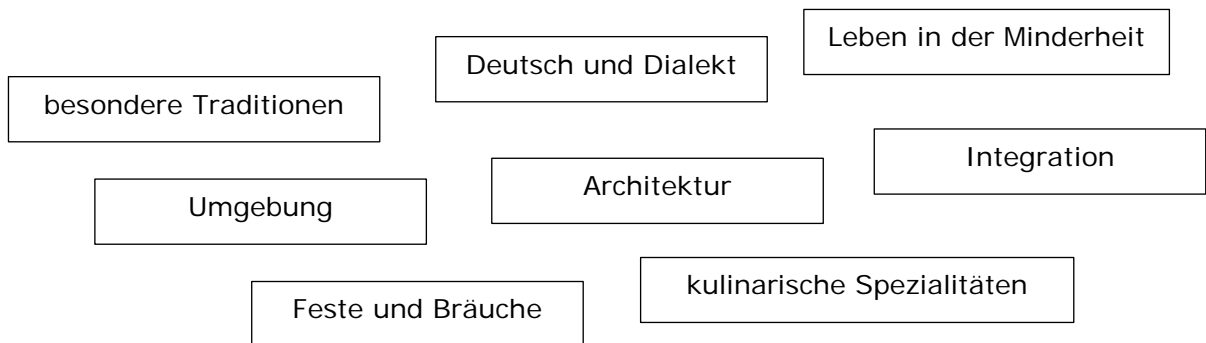 Leben in der Minderheit
Deutsch und Dialekt
besondere Traditionen
Integration
Architektur
Umgebung
kulinarische Spezialitäten
Feste und Bräuche